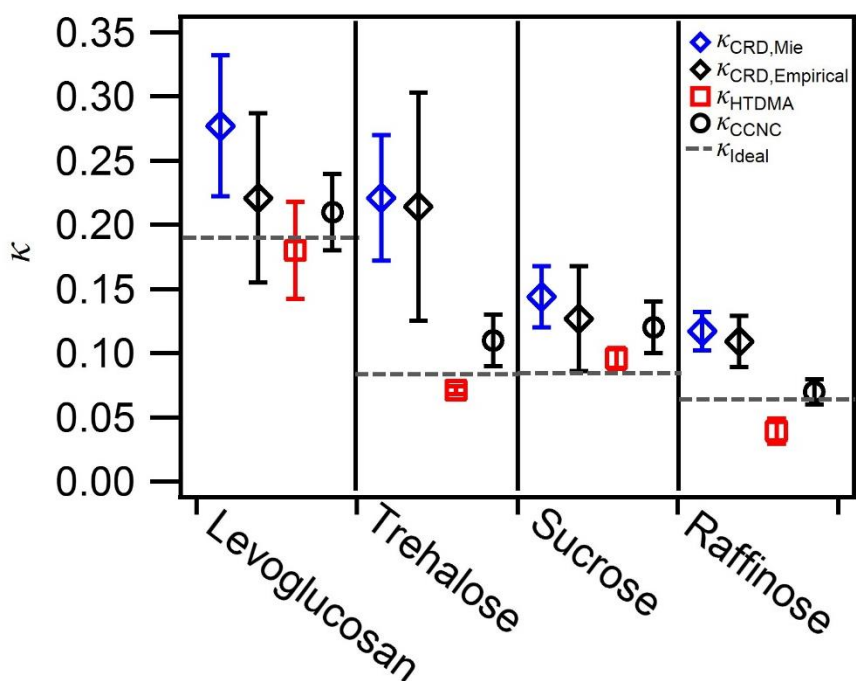 0.35
0.30
0.25
0.20
0.15
0.10
0.05
0.00
κ
κCRD,Mie
κCRD,Empirical
κHTDMA
κCCNC
κIdeal
Levoglucosan
Trehalose
Sucrose
Raffinose